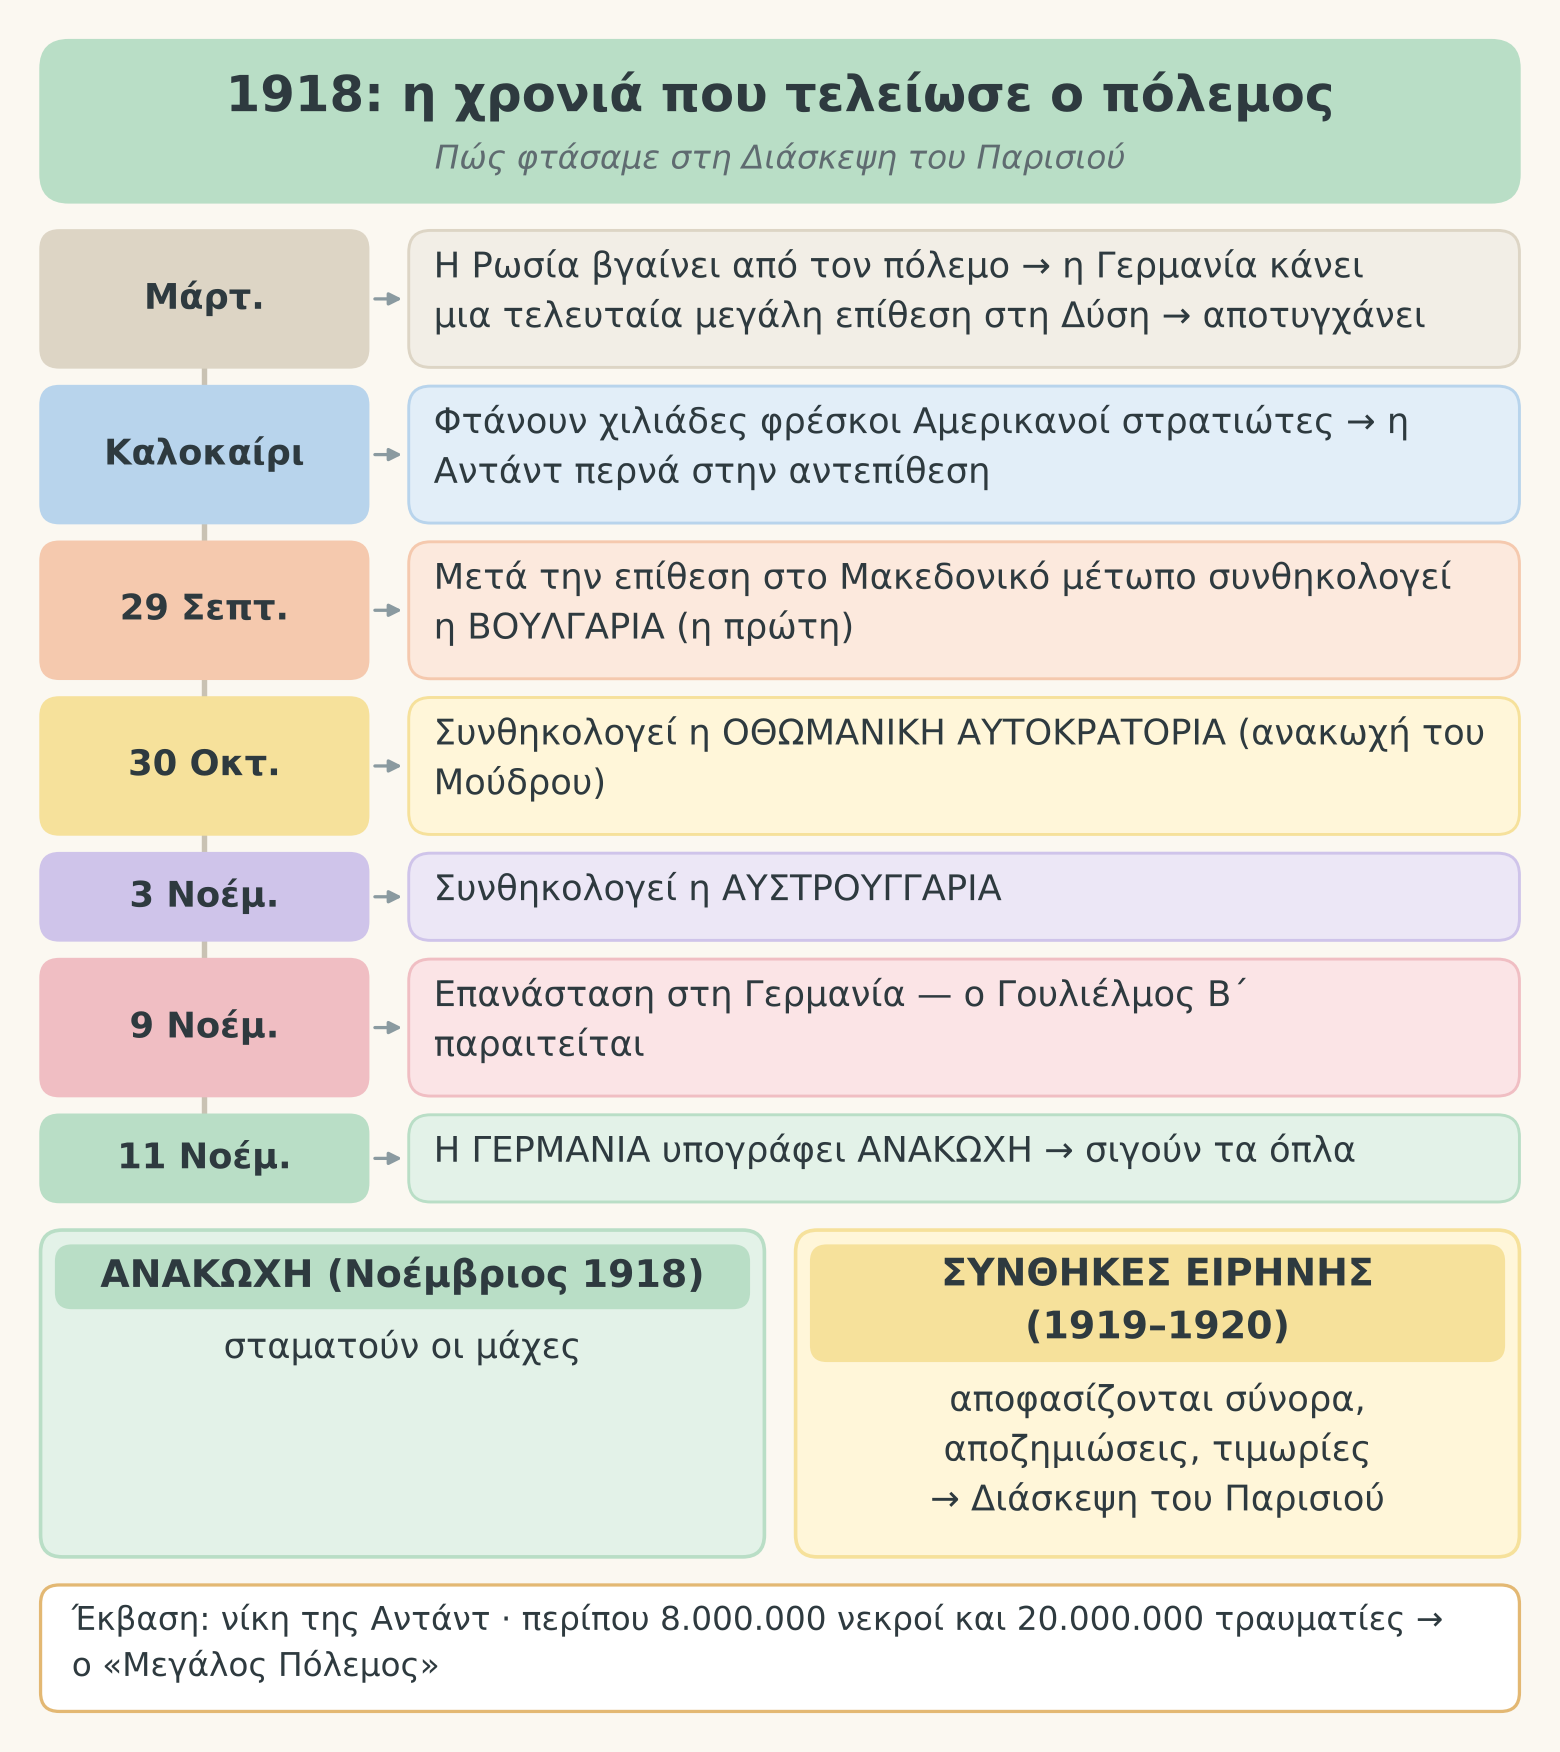 1918: η χρονιά που τελείωσε ο πόλεμος
Πώς φτάσαμε στη Διάσκεψη του Παρισιού
Μάρτ.
Η Ρωσία βγαίνει από τον πόλεμο → η Γερμανία κάνει
μια τελευταία μεγάλη επίθεση στη Δύση → αποτυγχάνει
Καλοκαίρι
Φτάνουν χιλιάδες φρέσκοι Αμερικανοί στρατιώτες → η
Αντάντ περνά στην αντεπίθεση
29 Σεπτ.
Μετά την επίθεση στο Μακεδονικό μέτωπο συνθηκολογεί
η ΒΟΥΛΓΑΡΙΑ (η πρώτη)
30 Οκτ.
Συνθηκολογεί η ΟΘΩΜΑΝΙΚΗ ΑΥΤΟΚΡΑΤΟΡΙΑ (ανακωχή του
Μούδρου)
3 Νοέμ.
Συνθηκολογεί η ΑΥΣΤΡΟΥΓΓΑΡΙΑ
9 Νοέμ.
Επανάσταση στη Γερμανία — ο Γουλιέλμος Β΄
παραιτείται
11 Νοέμ.
Η ΓΕΡΜΑΝΙΑ υπογράφει ΑΝΑΚΩΧΗ → σιγούν τα όπλα
ΑΝΑΚΩΧΗ (Νοέμβριος 1918)
σταματούν οι μάχες
ΣΥΝΘΗΚΕΣ ΕΙΡΗΝΗΣ
(1919–1920)
αποφασίζονται σύνορα,
αποζημιώσεις, τιμωρίες
→ Διάσκεψη του Παρισιού
Έκβαση: νίκη της Αντάντ · περίπου 8.000.000 νεκροί και 20.000.000 τραυματίες →
ο «Μεγάλος Πόλεμος»